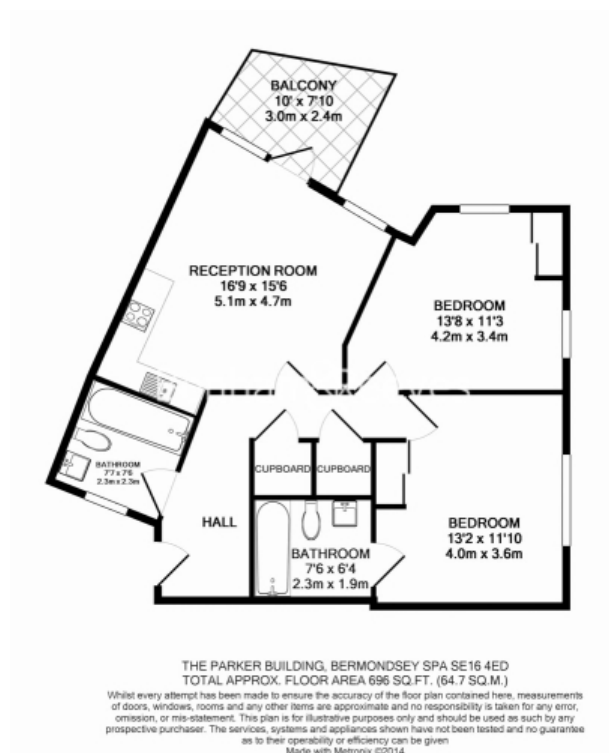 BALCONY
10' x 7'10
3.0m x 2.4m
RECEPTION ROOM
16'9 x 15'6
5.1m x 4.7m
BEDROOM
13'8 x 11'3
4.2m x 3.4m
BATHROOM
7'7 x 7'6
2.3m x 2.3m
CUPBOARD
CUPBOARD
HALL
BATHROOM
7'6 x 6'4
2.3m x 1.9m
BEDROOM
13'2 x 11'10
4.0m x 3.6m
THE PARKER BUILDING, BERMONDSEY SPA SE16 4ED
TOTAL APPROX. FLOOR AREA 696 SQ.FT. (64.7 SQ.M.)
Whilst every attempt has been made to ensure the accuracy of the floor plan contained here, measurements
of doors, windows, rooms and any other items are approximate and no responsibility is taken for any error,
omission, or mis-statement. This plan is for illustrative purposes only and should be used as such by any
prospective purchaser. The services, systems and appliances shown have not been tested and no guarantee
as to their operability or efficiency can be given
Made with Metropix ©2014